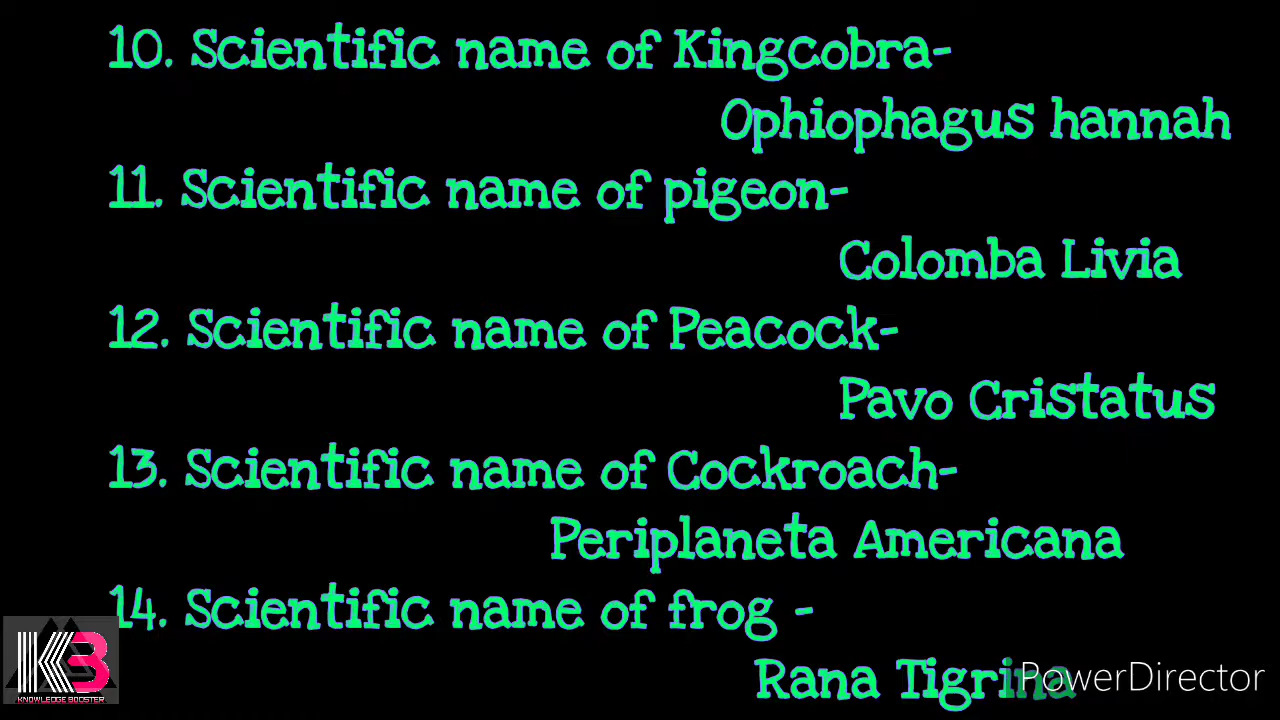 10. Scientific name of Kingcobra-
Ophiophagus hannah
11. Scientific name of pigeon-
Colomba Livia
12. Scientific name of Peacock-
Pavo Cristatus
13. Scientific name of Cockroach-
Periplaneta Americana
14. Scientific name of frog -
Rana Tigrina
PowerDirector
KB
KNOWLEDGE BOOSTER